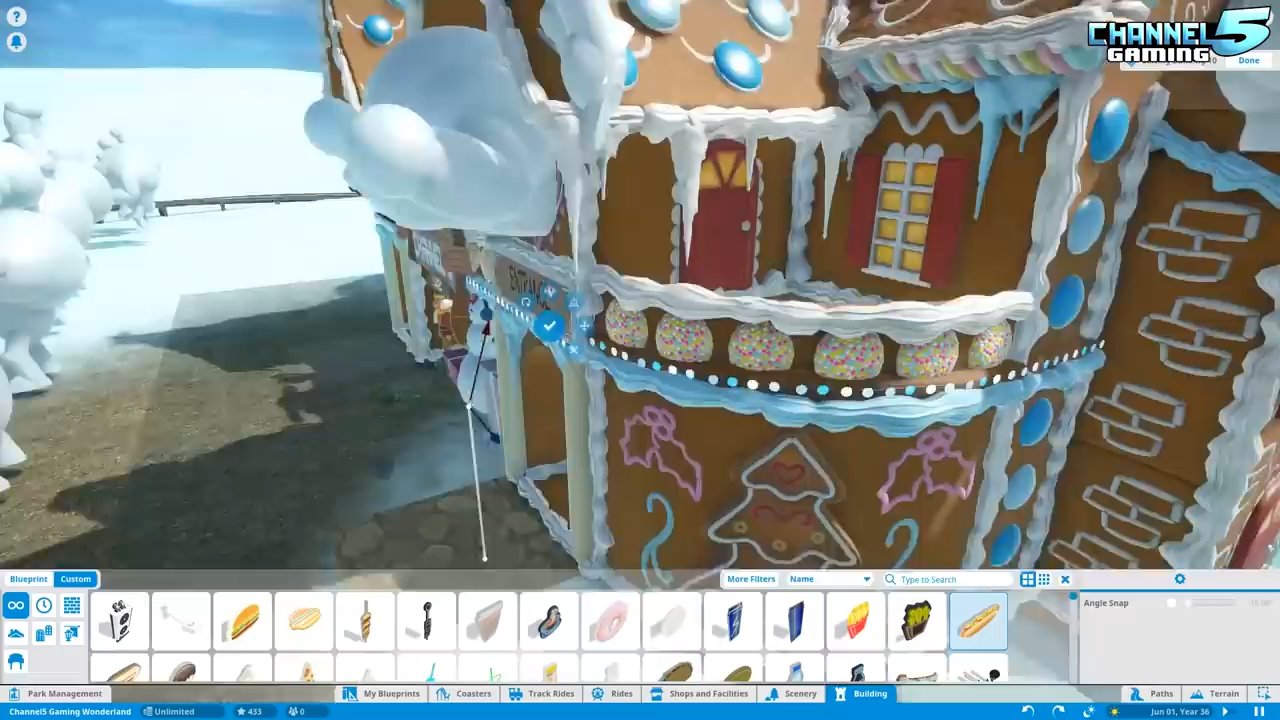 CHANNEL 5
GAMING
Done
ENTRANCE
Blueprint
Custom
More Filters
Name
Type to Search
Angle Snap
Park Management
My Blueprints
Coasters
Track Rides
Rides
Shops and Facilities
Scenery
Building
Paths
Terrain
Channel5 Gaming Wonderland
Unlimited
433
0
Jun 01, Year 36